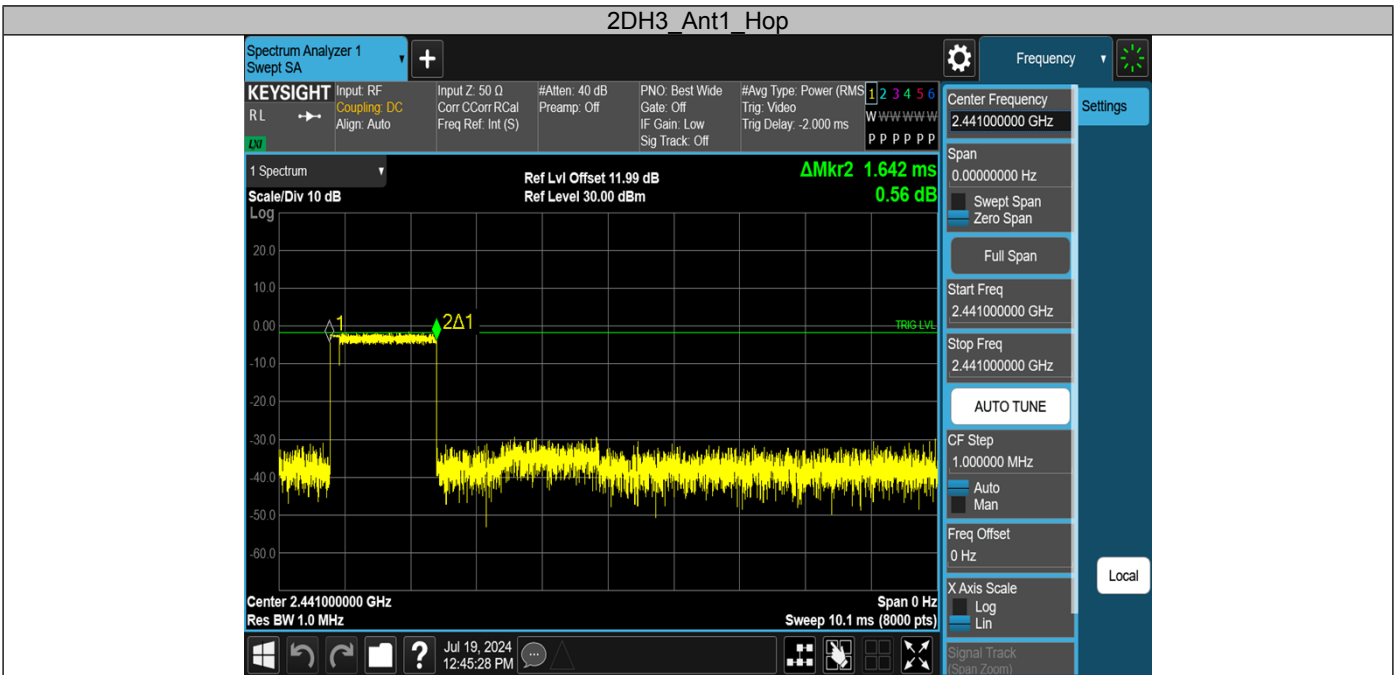 2DH3_Ant1_Hop
Spectrum Analyzer 1
Swept SA
+
Frequency
KEYSIGHT
RL
LXI
Input: RF
Coupling: DC
Align: Auto
Input Z: 50 Ω
Corr CCorr RCal
Freq Ref: Int (S)
#Atten: 40 dB
Preamp: Off
PNO: Best Wide
Gate: Off
IF Gain: Low
Sig Track: Off
#Avg Type: Power (RMS
Trig: Video
Trig Delay: -2.000 ms
1 2 3 4 5 6
W W W W W W
P P P P P P
Center Frequency
2.441000000 GHz
Settings
1 Spectrum
Scale/Div 10 dB
Log
Ref Lvl Offset 11.99 dB
Ref Level 30.00 dBm
ΔMkr2 1.642 ms
0.56 dB
20.0
10.0
0.00
-10.0
-20.0
-30.0
-40.0
-50.0
-60.0
1
2Δ1
TRIG LVL
Center 2.441000000 GHz
Res BW 1.0 MHz
Span 0 Hz
Sweep 10.1 ms (8000 pts)
Span
0.00000000 Hz
Swept Span
Zero Span
Full Span
Start Freq
2.441000000 GHz
Stop Freq
2.441000000 GHz
AUTO TUNE
CF Step
1.000000 MHz
Auto
Man
Freq Offset
0 Hz
X Axis Scale
Log
Lin
Signal Track
(Span Zoom)
Local
?
Jul 19, 2024
12:45:28 PM